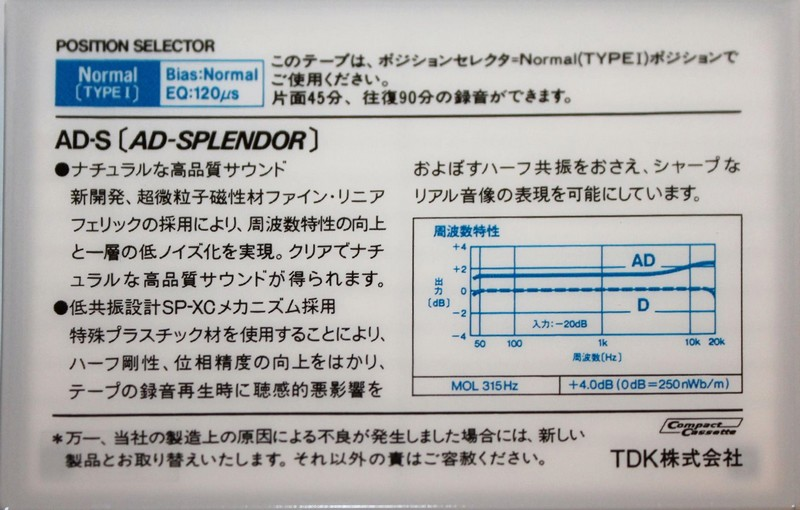 POSITION SELECTOR
Normal
(TYPE I)
Bias:Normal
EQ:120μs
このテープは、ポジションセレクタ=Normal(TYPEI)ポジションで
ご使用ください。
片面45分、往復90分の録音ができます。
AD-S〔AD-SPLENDOR〕
●ナチュラルな高品質サウンド
新開発、超微粒子磁性材ファイン・リニア
フェリックの採用により、周波数特性の向上
と一層の低ノイズ化を実現。クリアでナチ
ュラルな高品質サウンドが得られます。
●低共振設計SP-XCメカニズム採用
特殊プラスチック材を使用することにより、
ハーフ剛性、位相精度の向上をはかり、
テープの録音再生時に聴感的悪影響を
およぼすハーフ共振をおさえ、シャープな
リアル音像の表現を可能にしています。
周波数特性
+4
+2
0
−2
−4
出力
〔dB〕
AD
D
入力:−20dB
50 100 1k 10k 20k
周波数〔Hz〕
MOL 315Hz
+4.0dB (0dB=250nWb/m)
*万一、当社の製造上の原因による不良が発生しました場合には、新しい
製品とお取り替えいたします。それ以外の責はご容赦ください。
Compact
Cassette
TDK株式会社